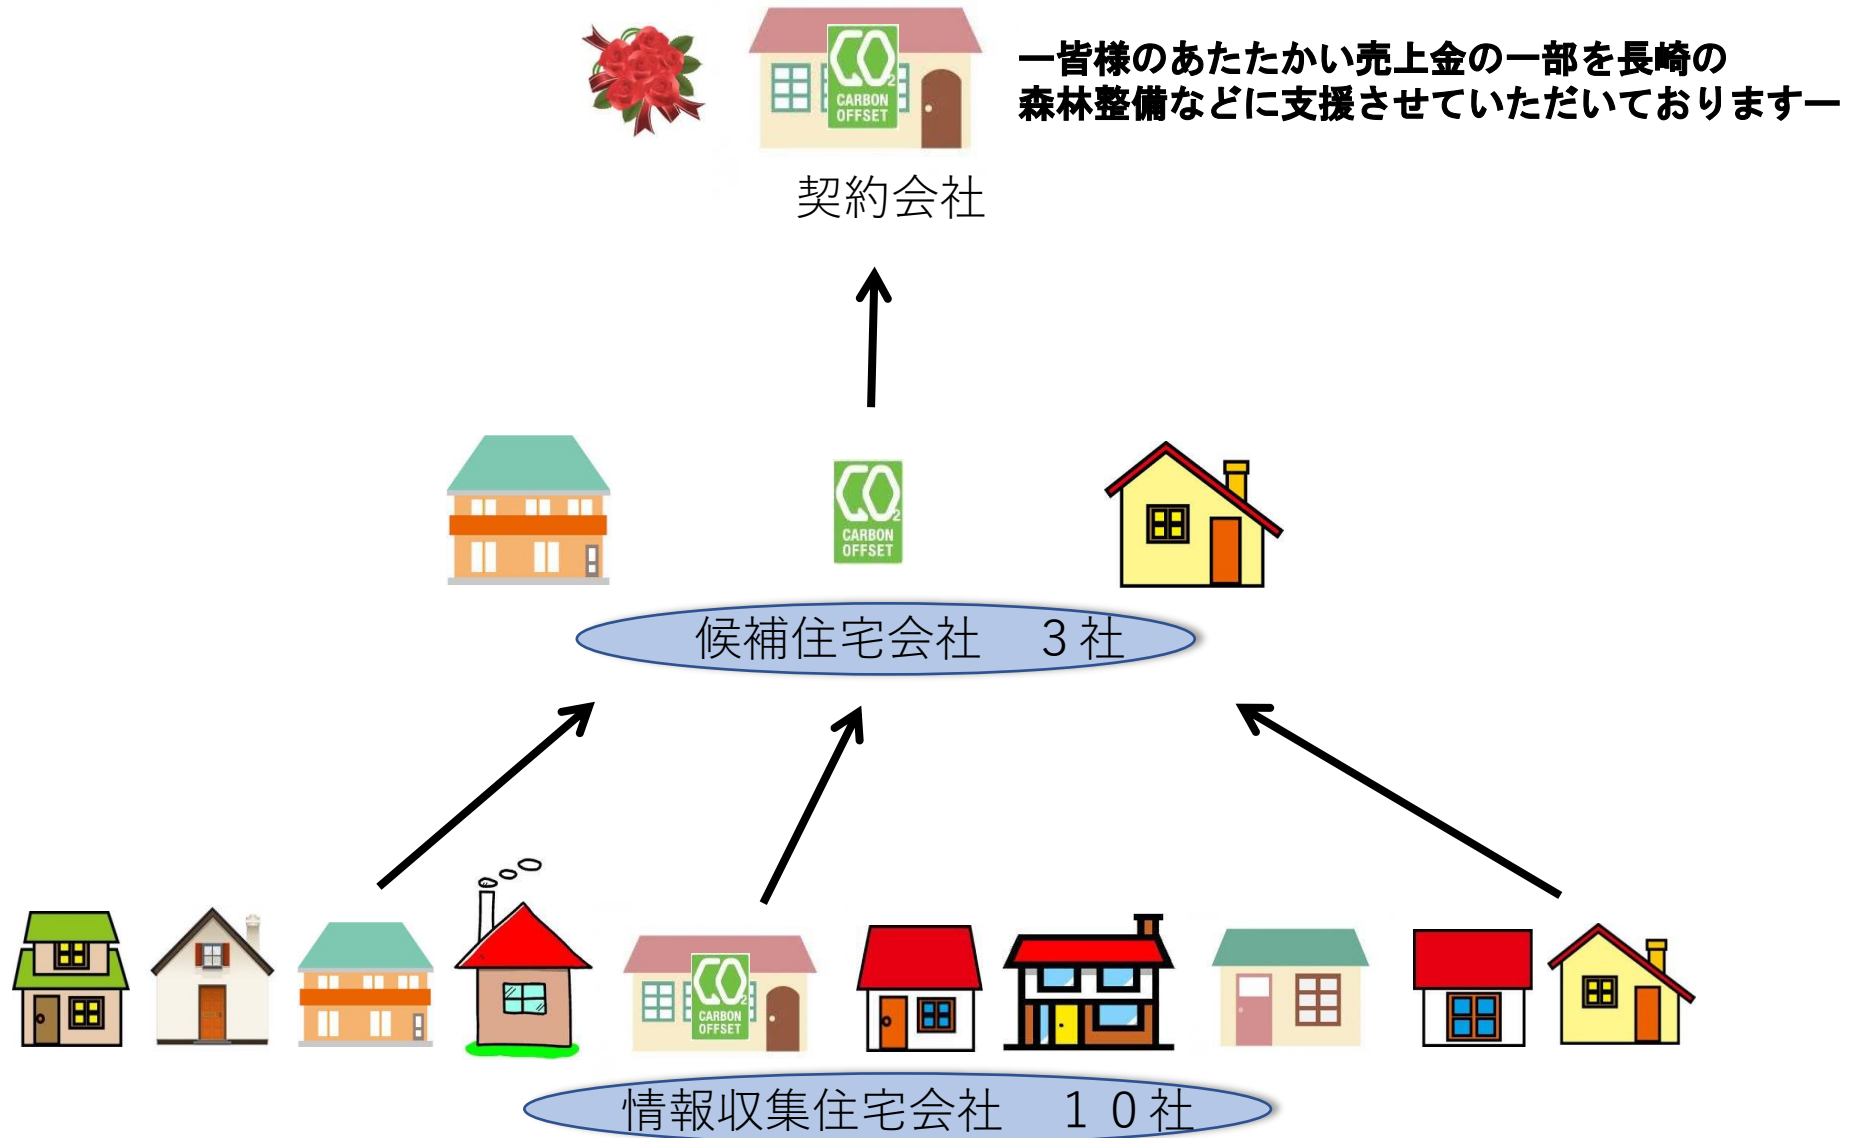 CO2
CARBON
OFFSET
―皆様のあたたかい売上金の一部を長崎の
森林整備などに支援させていただいております―
契約会社
CO2
CARBON
OFFSET
候補住宅会社　３社
CO2
CARBON
OFFSET
情報収集住宅会社　１０社